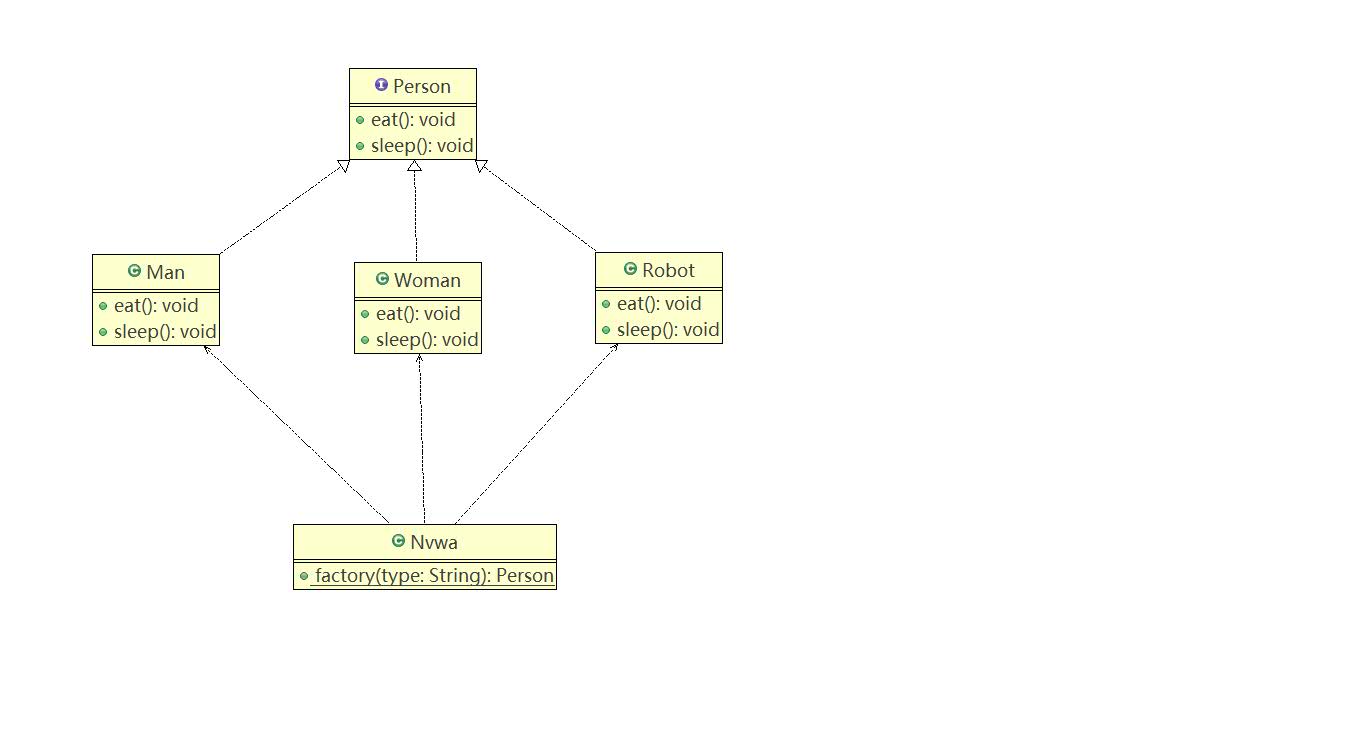 I Person
eat(): void
sleep(): void
C Man
eat(): void
sleep(): void
C Woman
eat(): void
sleep(): void
C Robot
eat(): void
sleep(): void
C Nvwa
factory(type: String): Person